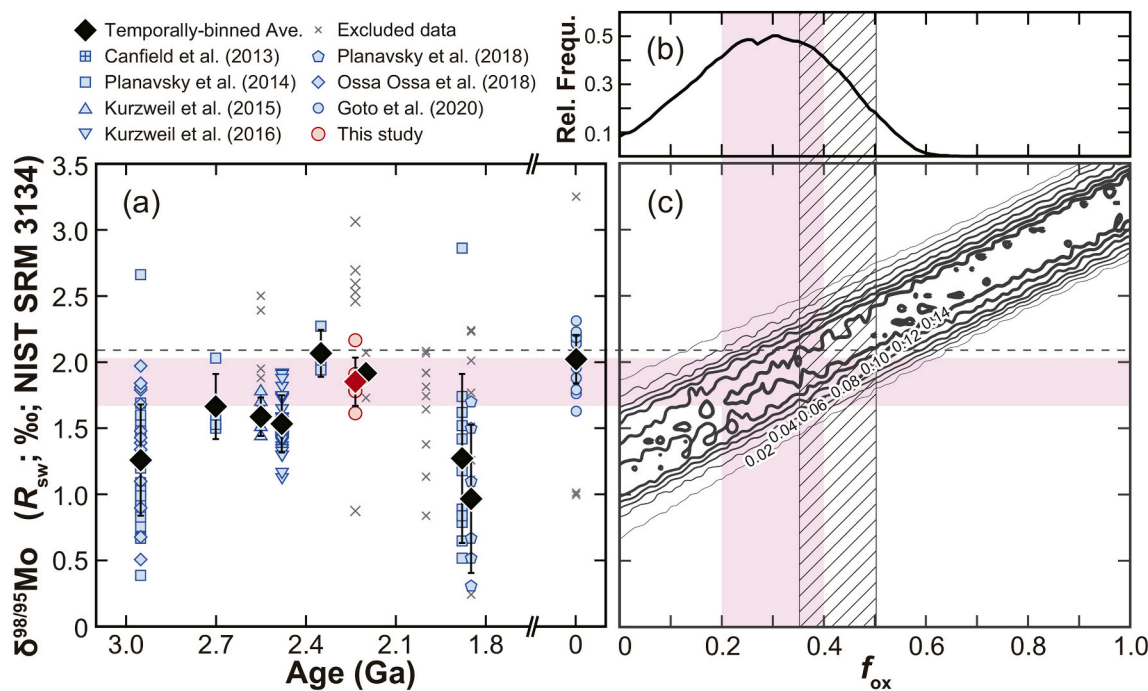 Temporally-binned Ave.
Excluded data
Canfield et al. (2013)
Planavsky et al. (2018)
Planavsky et al. (2014)
Ossa Ossa et al. (2018)
Kurzweil et al. (2015)
Goto et al. (2020)
Kurzweil et al. (2016)
This study
(b)
Rel. Frequ.
0.5
0.3
0.1
(a)
δ98/95Mo (Rsw; ‰; NIST SRM 3134)
3.5
3.0
2.5
2.0
1.5
1.0
0.5
0
3.0 2.7 2.4 2.1 1.8 0
Age (Ga)
(c)
0.02 0.04 0.06 0.08 0.10 0.12 0.14
0 0.2 0.4 0.6 0.8 1.0
fox